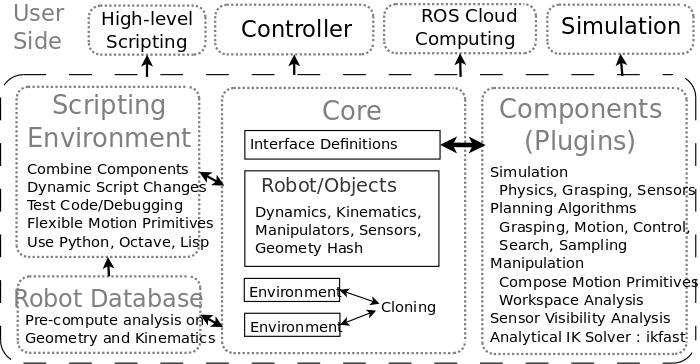 User
Side
High-level
Scripting
Controller
ROS Cloud
Computing
Simulation
Scripting
Environment
Combine Components
Dynamic Script Changes
Test Code/Debugging
Flexible Motion Primitives
Use Python, Octave, Lisp
Robot Database
Pre-compute analysis on
Geometry and Kinematics
Core
Interface Definitions
Robot/Objects
Dynamics, Kinematics,
Manipulators, Sensors,
Geomety Hash
Environment
Environment
Cloning
Components
(Plugins)
Simulation
Physics, Grasping, Sensors
Planning Algorithms
Grasping, Motion, Control,
Search, Sampling
Manipulation
Compose Motion Primitives
Workspace Analysis
Sensor Visibility Analysis
Analytical IK Solver : ikfast